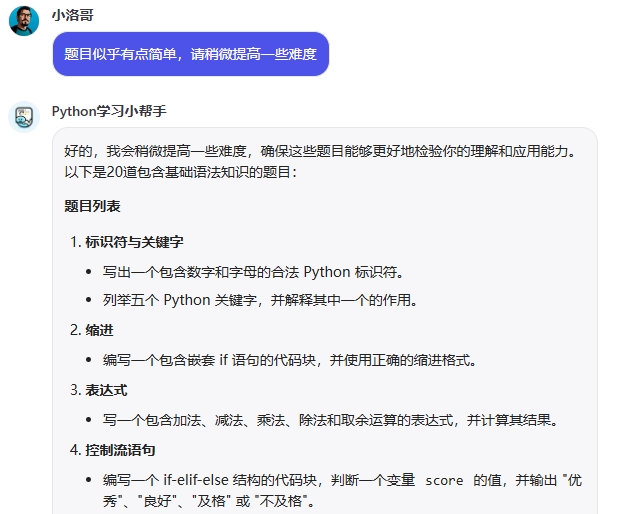 小洛哥
题目似乎有点简单，请稍微提高一些难度
Python学习小帮手
好的，我会稍微提高一些难度，确保这些题目能够更好地检验你的理解和应用能力。
以下是20道包含基础语法知识的题目：
题目列表
1. 标识符与关键字
• 写出一个包含数字和字母的合法 Python 标识符。
• 列举五个 Python 关键字，并解释其中一个的作用。
2. 缩进
• 编写一个包含嵌套 if 语句的代码块，并使用正确的缩进格式。
3. 表达式
• 写一个包含加法、减法、乘法、除法和取余运算的表达式，并计算其结果。
4. 控制流语句
• 编写一个 if-elif-else 结构的代码块，判断一个变量 score 的值，并输出 "优
秀"、"良好"、"及格" 或 "不及格"。